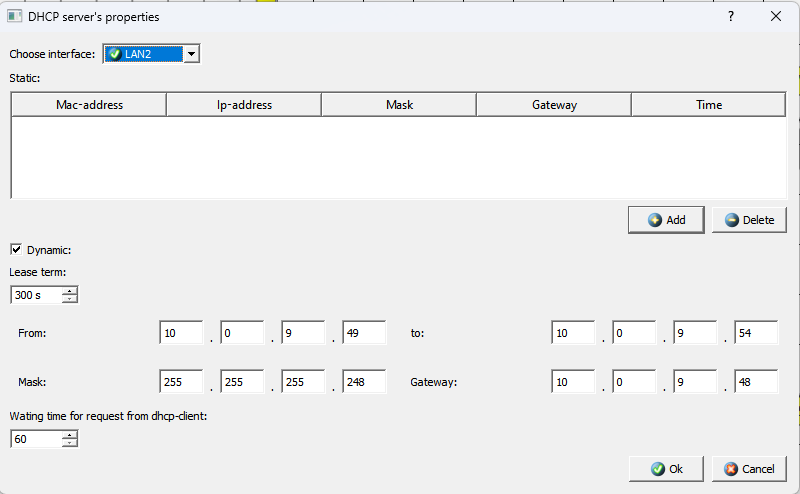 DHCP server's properties ?
Choose interface: LAN2
Static:
Mac-address Ip-address Mask Gateway Time
Add Delete
Dynamic:
Lease term:
300 s
From: 10 . 0 . 9 . 49 to: 10 . 0 . 9 . 54
Mask: 255 . 255 . 255 . 248 Gateway: 10 . 0 . 9 . 48
Wating time for request from dhcp-client:
60
Ok Cancel